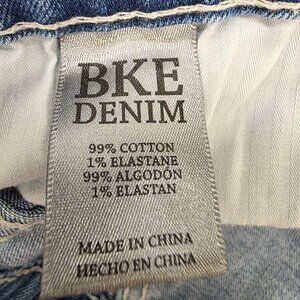 BKE
DENIM
99% COTTON
1% ELASTANE
99% ALGODÓN
1% ELASTAN
MADE IN CHINA
HECHO EN CHINA